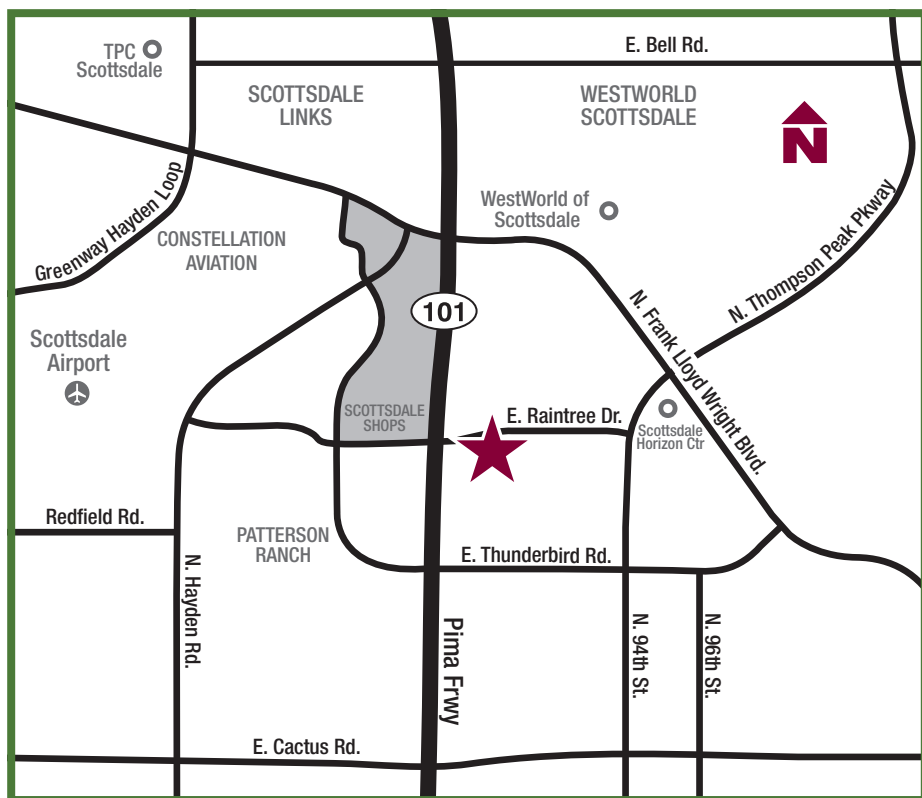 E. Bell Rd.
TPC
Scottsdale
SCOTTSDALE
LINKS
WESTWORLD
SCOTTSDALE
N
Greenway Hayden Loop
WestWorld of
Scottsdale
N. Thompson Peak Pkway
CONSTELLATION
AVIATION
101
N. Frank Lloyd Wright Blvd.
Scottsdale
Airport
SCOTTSDALE
SHOPS
E. Raintree Dr.
Scottsdale
Horizon Ctr
Redfield Rd.
PATTERSON
RANCH
E. Thunderbird Rd.
N. Hayden Rd.
Pima Frwy
N. 94th St.
N. 96th St.
E. Cactus Rd.